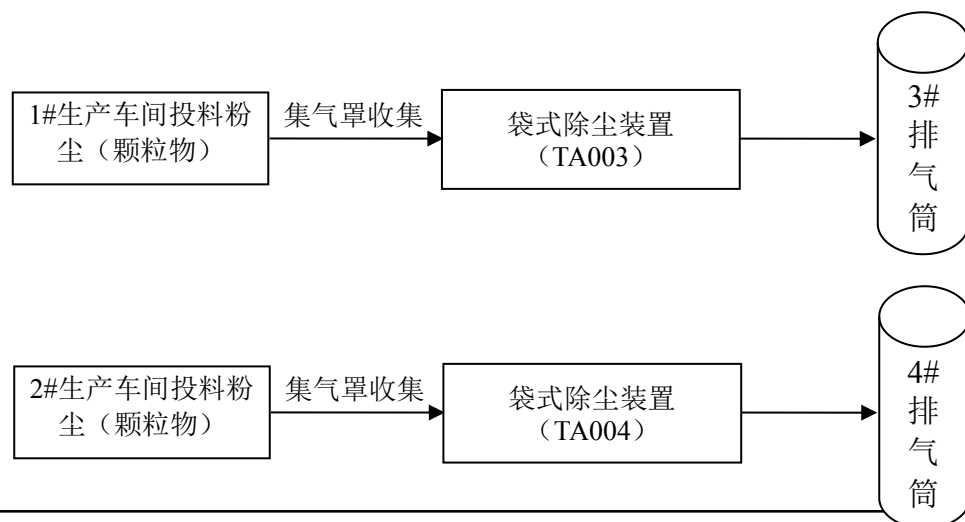 1#生产车间投料粉
尘（颗粒物）
集气罩收集
袋式除尘装置
（TA003）
3#
排
气
筒
2#生产车间投料粉
尘（颗粒物）
集气罩收集
袋式除尘装置
（TA004）
4#
排
气
筒